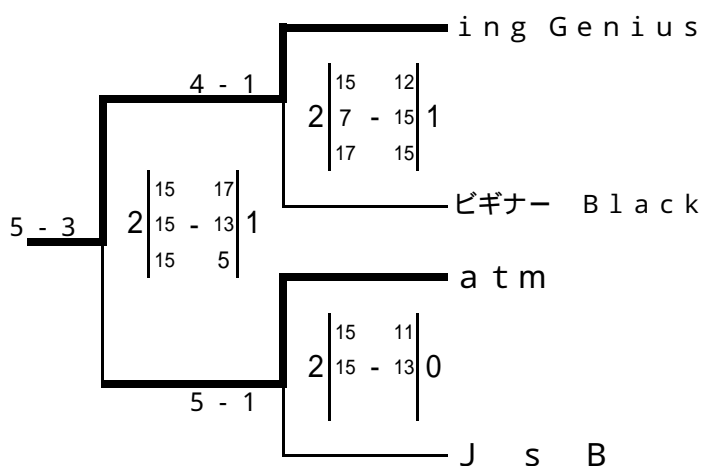 ing Genius
4 - 1
15 12
2 7 - 15 1
17 15
15 17
ビギナー Black
5 - 3
2 15 - 13 1
15 5
atm
15 11
2 15 - 13 0
5 - 1
J s B